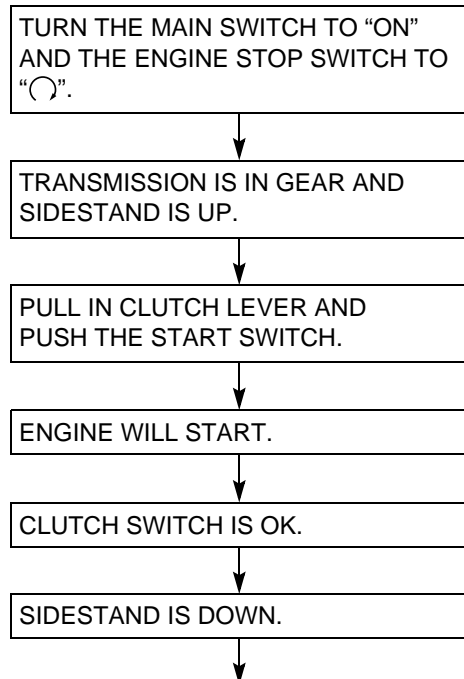 TURN THE MAIN SWITCH TO “ON”
AND THE ENGINE STOP SWITCH TO
“ ”.
TRANSMISSION IS IN GEAR AND
SIDESTAND IS UP.
PULL IN CLUTCH LEVER AND
PUSH THE START SWITCH.
ENGINE WILL START.
CLUTCH SWITCH IS OK.
SIDESTAND IS DOWN.